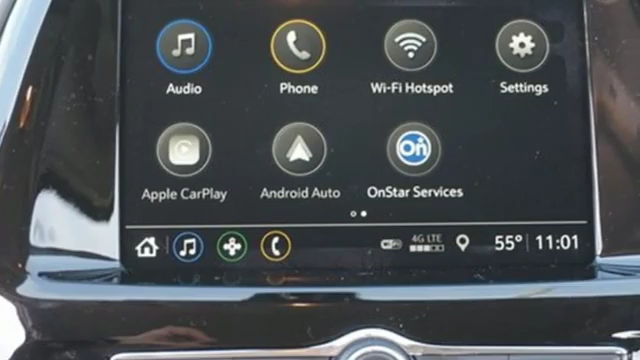 Audio Phone Wi-Fi Hotspot Settings
On
Apple CarPlay Android Auto OnStar Services
4G LTE 55° 11:01